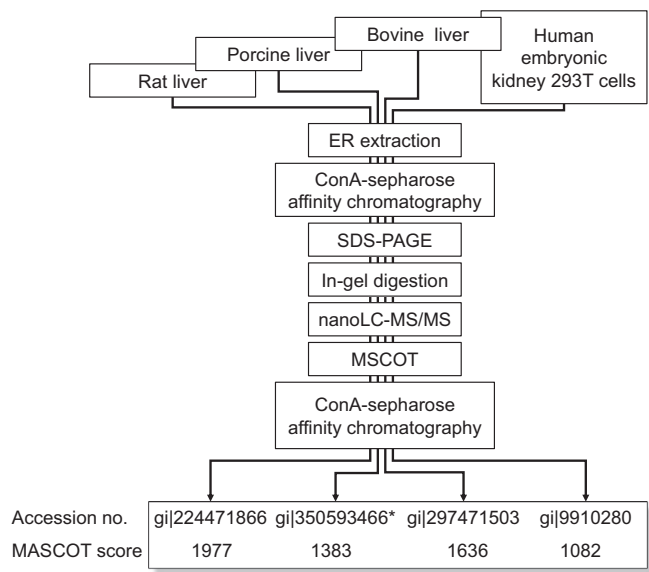 Bovine liver
Human
embryonic
kidney 293T cells
Porcine liver
Rat liver
ER extraction
ConA-sepharose
affinity chromatography
SDS-PAGE
In-gel digestion
nanoLC-MS/MS
MSCOT
ConA-sepharose
affinity chromatography
Accession no. gi|224471866 gi|350593466* gi|297471503 gi|9910280
MASCOT score 1977 1383 1636 1082